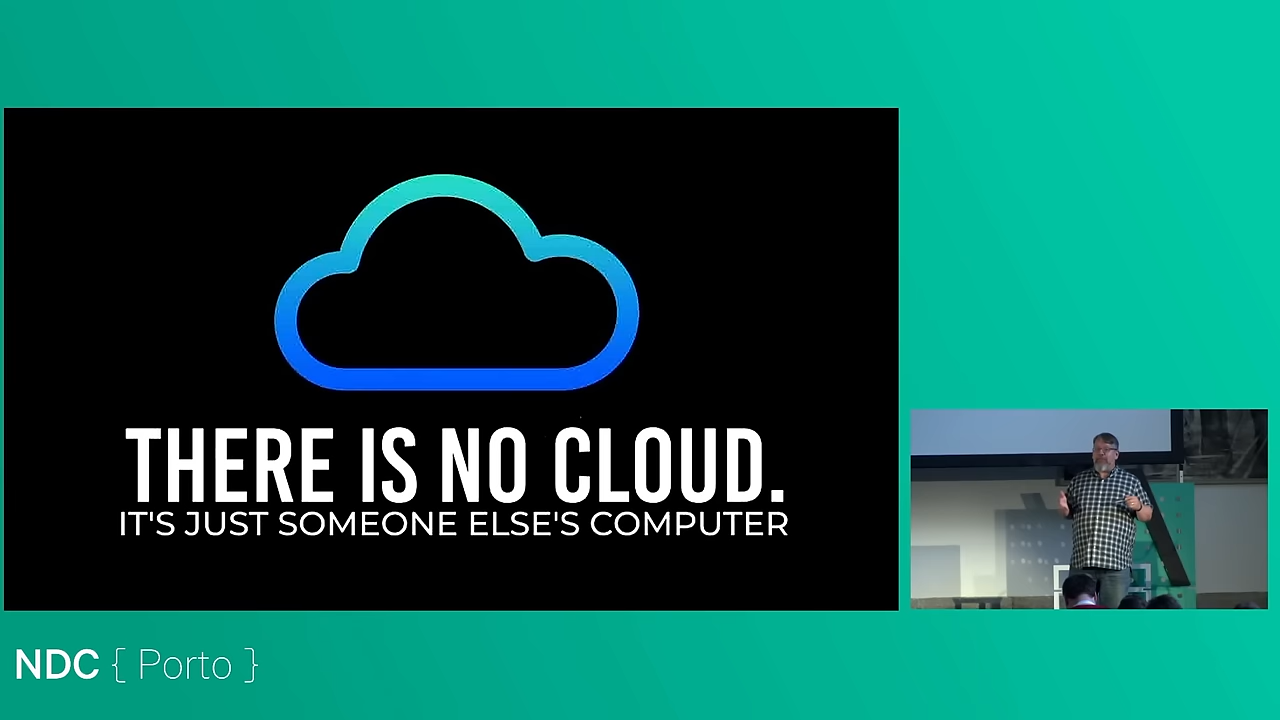 THERE IS NO CLOUD.
IT'S JUST SOMEONE ELSE'S COMPUTER
NDC { Porto }